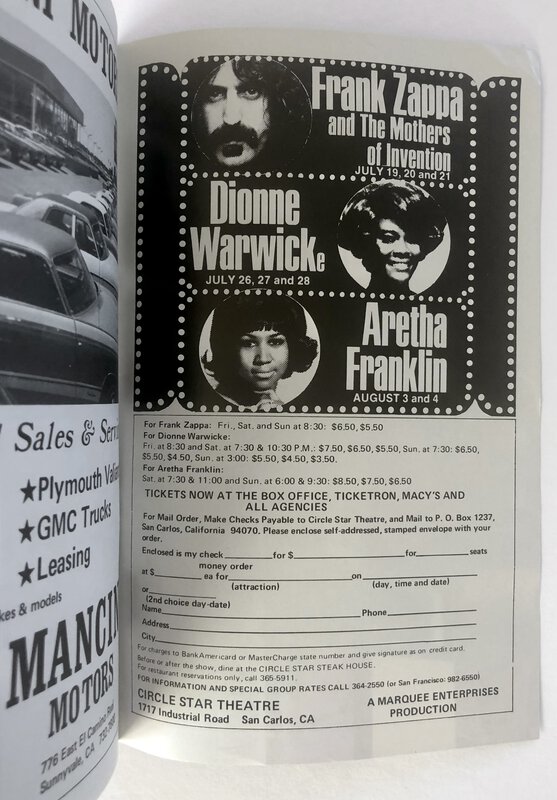 MOTOR
Sales &
★Plymouth
★GMC Trucks
★Leasing
& models
MOTORS
776 East El Camino
Sunnyvale, CA
Frank Zappa
and The Mothers
of Invention
JULY 19, 20 and 21
Dionne
Warwicke
JULY 26, 27 and 28
Aretha
Franklin
AUGUST 3 and 4
For Frank Zappa: Fri., Sat. and Sun at 8:30: $6.50, $5.50
For Dionne Warwicke:
Fri. at 8:30 and Sat. at 7:30 & 10:30 P.M.: $7.50, $6.50, $5.50, Sun. at 7:30: $6.50,
$5.50, $4.50, Sun. at 3:00: $5.50, $4.50, $3.50.
For Aretha Franklin:
Sat. at 7:30 & 11:00 and Sun. at 6:00 & 9:30: $8.50, $7.50, $6.50
TICKETS NOW AT THE BOX OFFICE, TICKETRON, MACY'S AND
ALL AGENCIES
For Mail Order, Make Checks Payable to Circle Star Theatre, and Mail to P. O. Box 1237,
San Carlos, California 94070. Please enclose self-addressed, stamped envelope with your
order.
Enclosed is my check ____ for $ ____ for ____ seats
money order
at $ ____ ea for ____ on ____
(attraction) (day, time and date)
or ____
(2nd choice day-date)
Name ____ Phone ____
Address ____
City ____
For charges to BankAmericard or MasterCharge state number and give signature as on credit card.
Before or after the show, dine at the CIRCLE STAR STEAK HOUSE.
For restaurant reservations only, call 365-5911.
FOR INFORMATION AND SPECIAL GROUP RATES CALL 364-2550 (or San Francisco: 982-6550)
CIRCLE STAR THEATRE
1717 Industrial Road San Carlos, CA
A MARQUEE ENTERPRISES
PRODUCTION